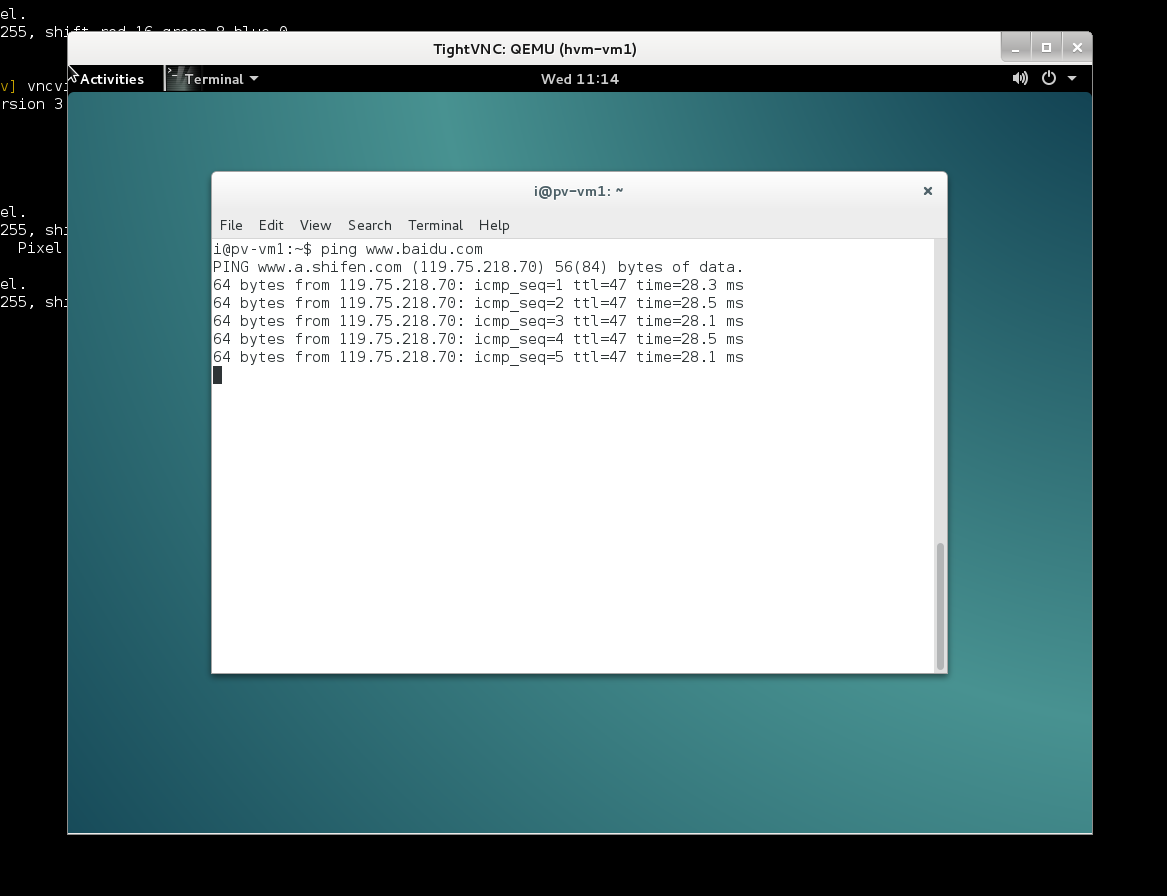 el.
255, shift red 16 green 8 blue 0
TightVNC: QEMU (hvm-vm1)
Activities
Terminal
Wed 11:14
v] vncvi
rsion 3
el.
255, shi
Pixel
el.
255, shi
i@pv-vm1: ~
File Edit View Search Terminal Help
i@pv-vm1:~$ ping www.baidu.com
PING www.a.shifen.com (119.75.218.70) 56(84) bytes of data.
64 bytes from 119.75.218.70: icmp_seq=1 ttl=47 time=28.3 ms
64 bytes from 119.75.218.70: icmp_seq=2 ttl=47 time=28.5 ms
64 bytes from 119.75.218.70: icmp_seq=3 ttl=47 time=28.1 ms
64 bytes from 119.75.218.70: icmp_seq=4 ttl=47 time=28.5 ms
64 bytes from 119.75.218.70: icmp_seq=5 ttl=47 time=28.1 ms